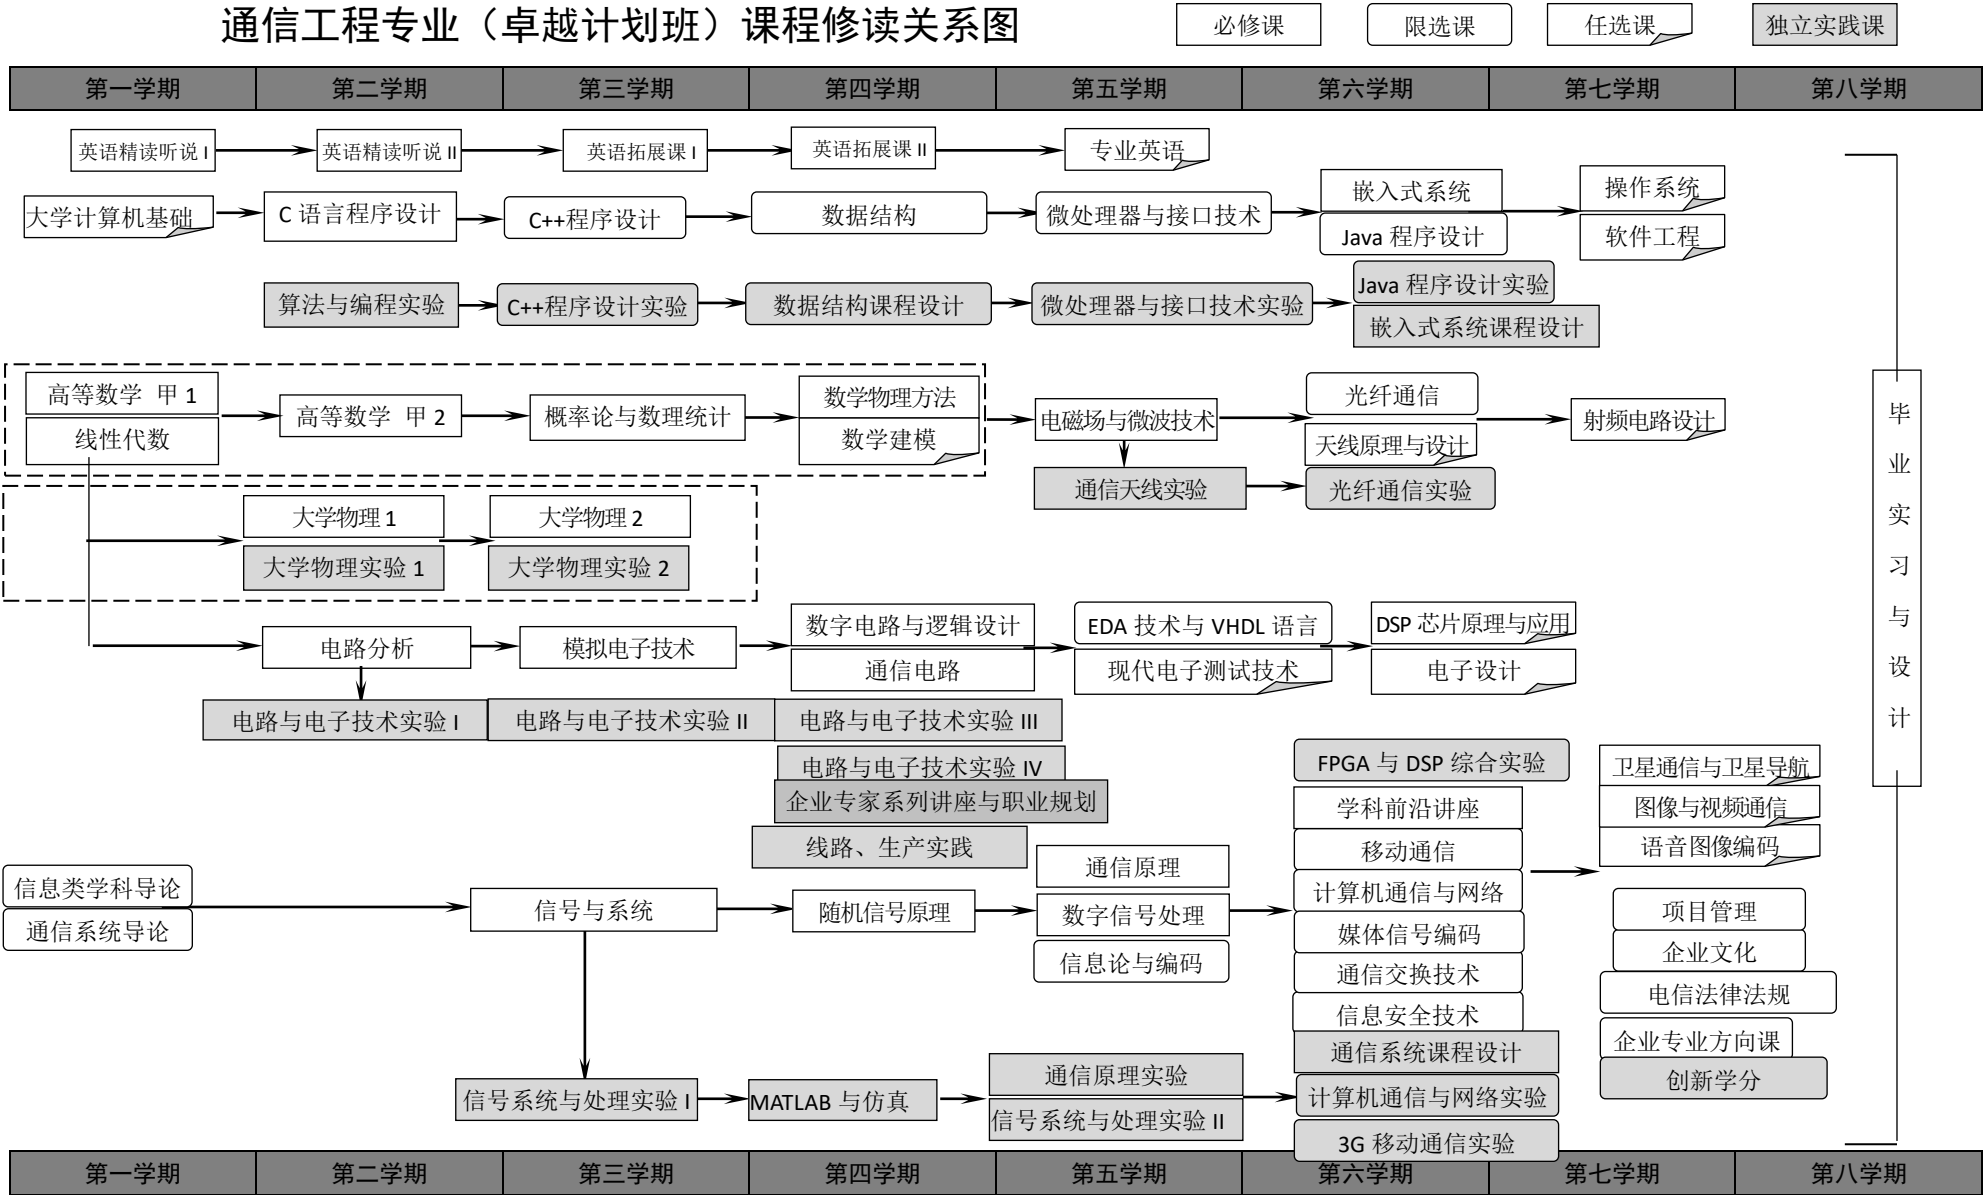 通信工程专业（卓越计划班）课程修读关系图
必修课
限选课
任选课
独立实践课
第一学期
第二学期
第三学期
第四学期
第五学期
第六学期
第七学期
第八学期
英语精读听说 I
英语精读听说 II
英语拓展课 I
英语拓展课 II
专业英语
大学计算机基础
C 语言程序设计
C++程序设计
数据结构
微处理器与接口技术
嵌入式系统
Java 程序设计
操作系统
软件工程
算法与编程实验
C++程序设计实验
数据结构课程设计
微处理器与接口技术实验
Java 程序设计实验
嵌入式系统课程设计
高等数学 甲 1
线性代数
高等数学 甲 2
概率论与数理统计
数学物理方法
数学建模
电磁场与微波技术
光纤通信
天线原理与设计
射频电路设计
通信天线实验
光纤通信实验
大学物理 1
大学物理实验 1
大学物理 2
大学物理实验 2
电路分析
模拟电子技术
数字电路与逻辑设计
通信电路
EDA 技术与 VHDL 语言
现代电子测试技术
DSP 芯片原理与应用
电子设计
电路与电子技术实验 I
电路与电子技术实验 II
电路与电子技术实验 III
电路与电子技术实验 IV
企业专家系列讲座与职业规划
线路、生产实践
FPGA 与 DSP 综合实验
学科前沿讲座
移动通信
计算机通信与网络
媒体信号编码
通信交换技术
信息安全技术
通信系统课程设计
计算机通信与网络实验
3G 移动通信实验
卫星通信与卫星导航
图像与视频通信
语音图像编码
信息类学科导论
通信系统导论
信号与系统
随机信号原理
通信原理
数字信号处理
信息论与编码
项目管理
企业文化
电信法律法规
企业专业方向课
创新学分
信号系统与处理实验 I
MATLAB 与仿真
通信原理实验
信号系统与处理实验 II
毕
业
实
习
与
设
计
第一学期
第二学期
第三学期
第四学期
第五学期
第六学期
第七学期
第八学期